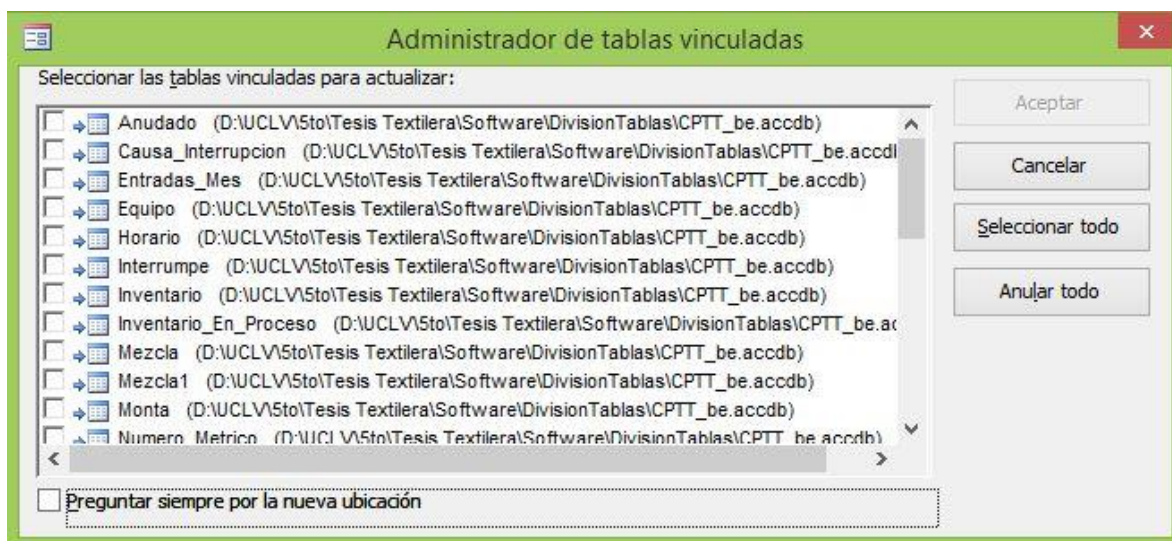 Administrador de tablas vinculadas
Seleccionar las tablas vinculadas para actualizar:
Anudado (D:\UCLV\5to\Tesis Textilera\Software\DivisionTablas\CPTT_be.accdb)
Causa_Interrupcion (D:\UCLV\5to\Tesis Textilera\Software\DivisionTablas\CPTT_be.accdl
Entradas_Mes (D:\UCLV\5to\Tesis Textilera\Software\DivisionTablas\CPTT_be.accdb)
Equipo (D:\UCLV\5to\Tesis Textilera\Software\DivisionTablas\CPTT_be.accdb)
Horario (D:\UCLV\5to\Tesis Textilera\Software\DivisionTablas\CPTT_be.accdb)
Interrumpe (D:\UCLV\5to\Tesis Textilera\Software\DivisionTablas\CPTT_be.accdb)
Inventario (D:\UCLV\5to\Tesis Textilera\Software\DivisionTablas\CPTT_be.accdb)
Inventario_En_Proceso (D:\UCLV\5to\Tesis Textilera\Software\DivisionTablas\CPTT_be.ac
Mezcla (D:\UCLV\5to\Tesis Textilera\Software\DivisionTablas\CPTT_be.accdb)
Mezcla1 (D:\UCLV\5to\Tesis Textilera\Software\DivisionTablas\CPTT_be.accdb)
Monta (D:\UCLV\5to\Tesis Textilera\Software\DivisionTablas\CPTT_be.accdb)
Numero_Metrico (D:\UCLV\5to\Tesis Textilera\Software\DivisionTablas\CPTT_be.accdb)
Preguntar siempre por la nueva ubicación
Aceptar
Cancelar
Seleccionar todo
Anular todo